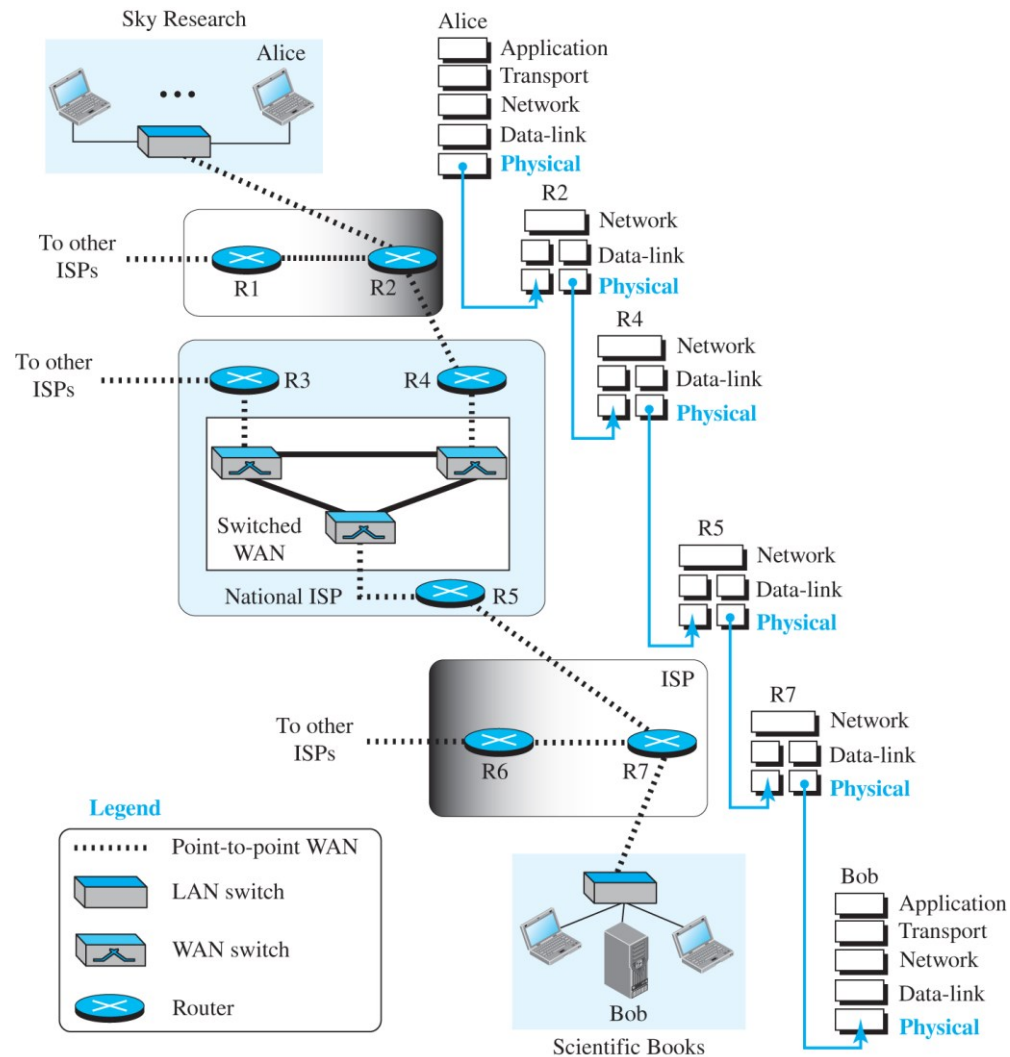 Sky Research
Alice
To other
ISPs
R1
R2
To other
ISPs
R3
R4
Switched
WAN
National ISP
R5
ISP
To other
ISPs
R6
R7
Bob
Scientific Books
Legend
Point-to-point WAN
LAN switch
WAN switch
Router
Alice
Application
Transport
Network
Data-link
Physical
R2
Network
Data-link
Physical
R4
Network
Data-link
Physical
R5
Network
Data-link
Physical
R7
Network
Data-link
Physical
Bob
Application
Transport
Network
Data-link
Physical